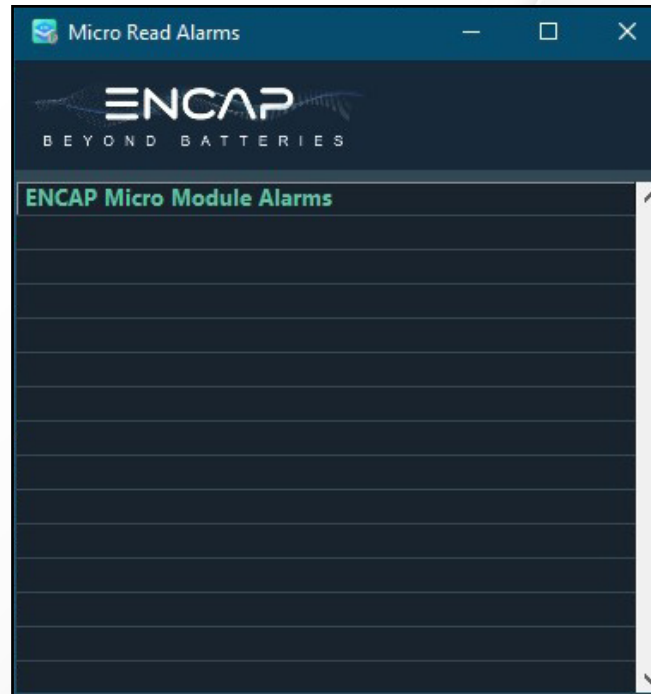 Micro Read Alarms
ENCAP
BEYOND BATTERIES
ENCAP Micro Module Alarms